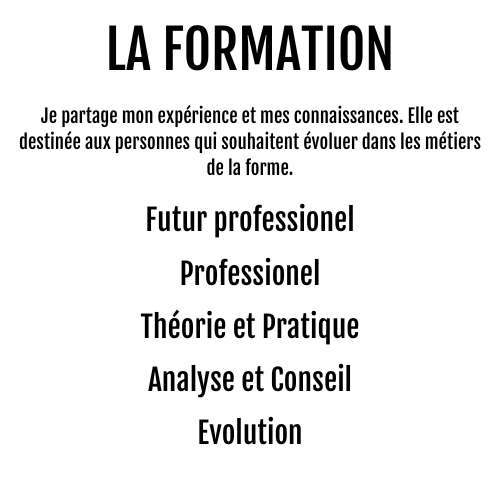 LA FORMATION
Je partage mon expérience et mes connaissances. Elle est
destinée aux personnes qui souhaitent évoluer dans les métiers
de la forme.
Futur professionel
Professionel
Théorie et Pratique
Analyse et Conseil
Evolution